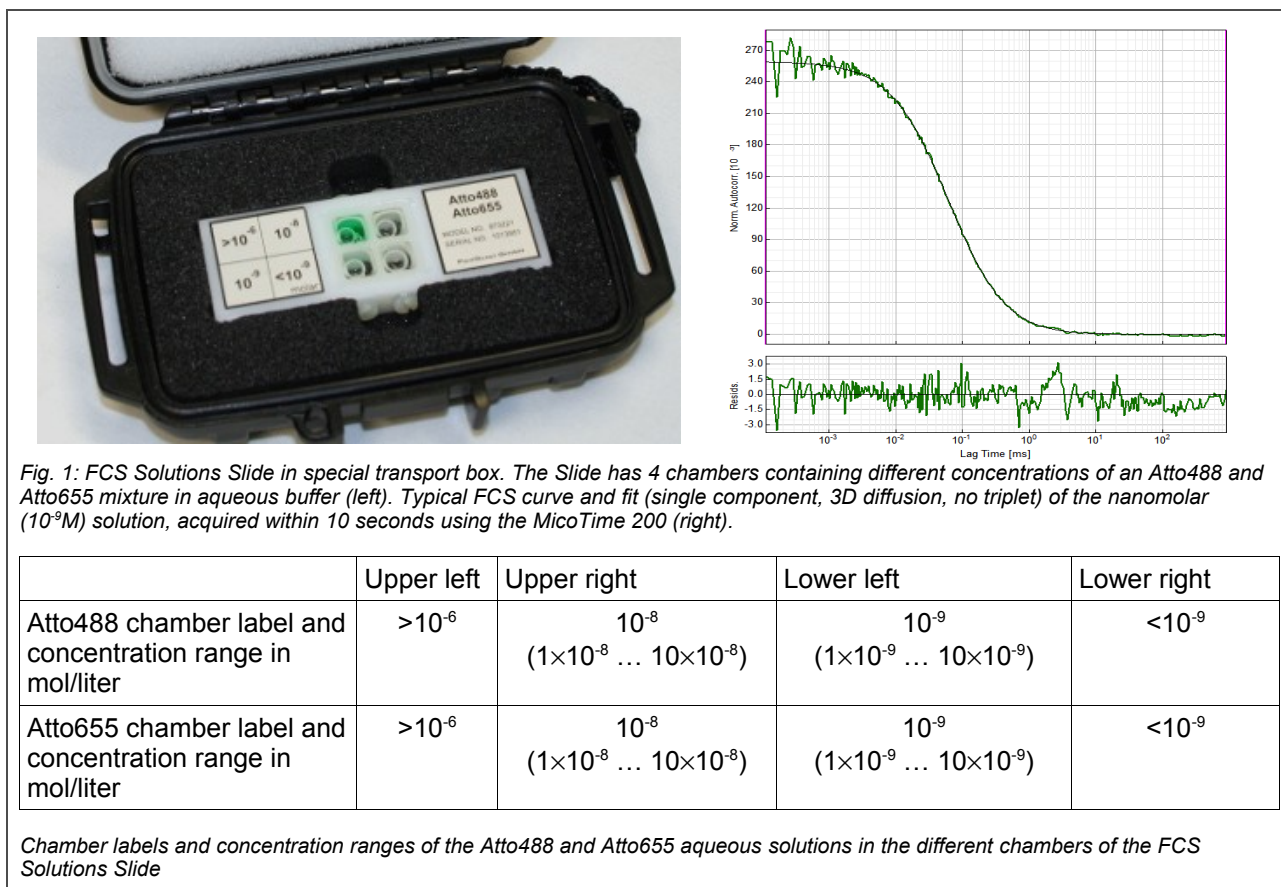 >10⁻⁶ 10⁻⁸
10⁻⁹ <10⁻⁹
molar
Atto488
Atto655
MODEL NO.
SERIAL NO.
270
240
210
180
150
120
90
60
30
0
Norm. Autocorr. [10⁻³]
3.0
1.5
0.0
-1.5
-3.0
Resids.
10⁻³ 10⁻² 10⁻¹ 10⁰ 10¹ 10²
Lag Time [ms]
Fig. 1: FCS Solutions Slide in special transport box. The Slide has 4 chambers containing different concentrations of an Atto488 and
Atto655 mixture in aqueous buffer (left). Typical FCS curve and fit (single component, 3D diffusion, no triplet) of the nanomolar
(10⁻⁹M) solution, acquired within 10 seconds using the MicoTime 200 (right).
Upper left Upper right Lower left Lower right
Atto488 chamber label and >10⁻⁶ 10⁻⁸ 10⁻⁹ <10⁻⁹
concentration range in (1×10⁻⁸ … 10×10⁻⁸) (1×10⁻⁹ … 10×10⁻⁹)
mol/liter
Atto655 chamber label and >10⁻⁶ 10⁻⁸ 10⁻⁹ <10⁻⁹
concentration range in (1×10⁻⁸ … 10×10⁻⁸) (1×10⁻⁹ … 10×10⁻⁹)
mol/liter
Chamber labels and concentration ranges of the Atto488 and Atto655 aqueous solutions in the different chambers of the FCS
Solutions Slide